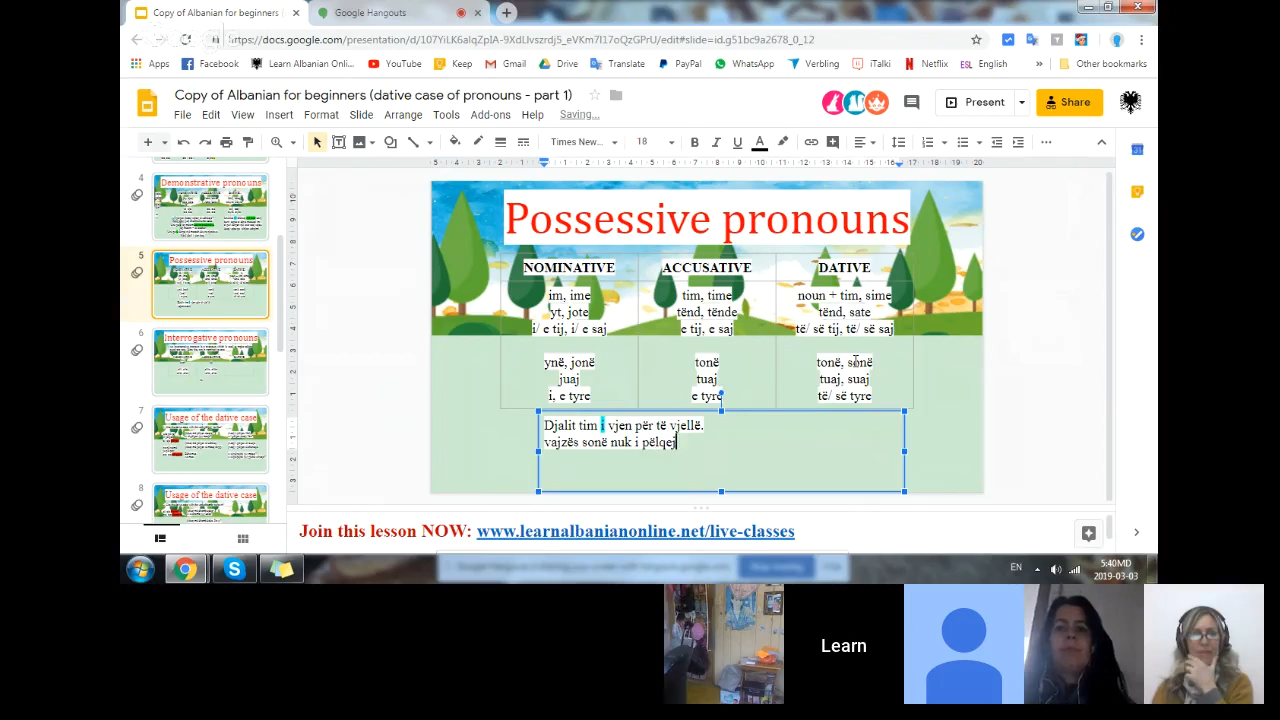 Copy of Albanian for beginners (
Google Hangouts
https://docs.google.com/presentation/d/107YiLK6alqZpIA-9XdLlvszrdj5_eVKm7l17oQzGPrU/edit#slide=id.g51bc9a2678_0_12
Apps Facebook Learn Albanian Onli... YouTube Keep Gmail Drive Translate PayPal WhatsApp Verbling iTalki Netflix ESL English » Other bookmarks
Copy of Albanian for beginners (dative case of pronouns - part 1)
File Edit View Insert Format Slide Arrange Tools Add-ons Help Saving...
Present Share
Times New... 18
4 Demonstrative pronouns
5 Possessive pronouns
6 Interrogative pronouns
7 Usage of the dative case
8 Usage of the dative case
Possessive pronouns
NOMINATIVE ACCUSATIVE DATIVE
im, ime tim, time noun + tim, sime
yt, jote tënd, tënde tënd, sate
i/ e tij, i/ e saj e tij, e saj të/ së tij, të/ së saj
ynë, jonë tonë tonë, sonë
juaj tuaj tuaj, suaj
i, e tyre e tyre të/ së tyre
Djalit tim i vjen për të vjellë.
vajzës sonë nuk i pëlqej
Join this lesson NOW: www.learnalbanianonline.net/live-classes
EN 5:40MD
2019-03-03
Learn